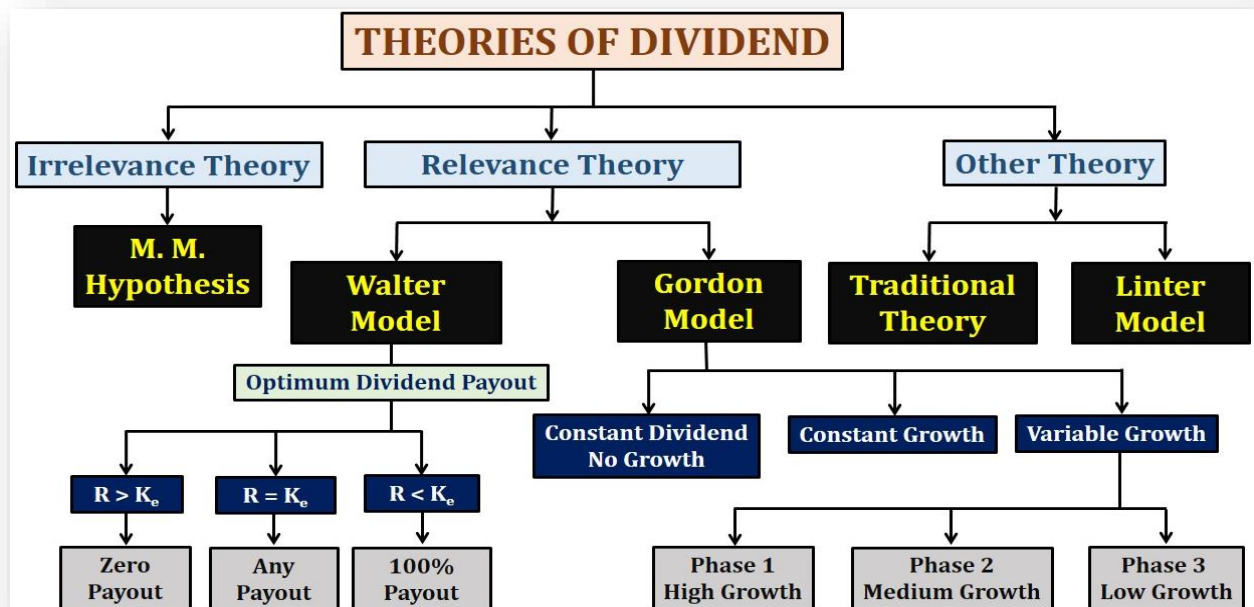 THEORIES OF DIVIDEND
Irrelevance Theory
Relevance Theory
Other Theory
M. M.
Hypothesis
Walter
Model
Gordon
Model
Traditional
Theory
Linter
Model
Optimum Dividend Payout
Constant Dividend
No Growth
Constant Growth
Variable Growth
R > Ke
R = Ke
R < Ke
Zero
Payout
Any
Payout
100%
Payout
Phase 1
High Growth
Phase 2
Medium Growth
Phase 3
Low Growth